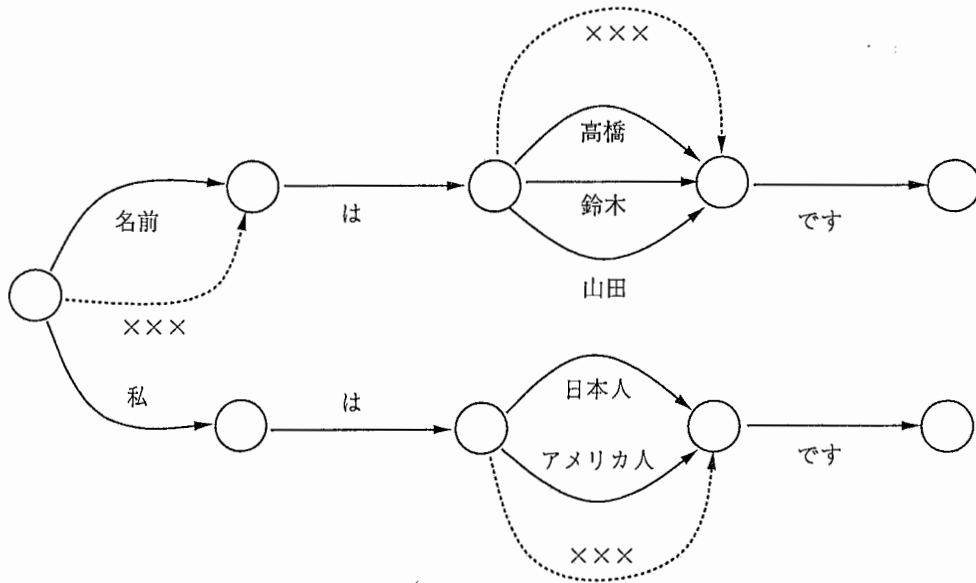 ×××
高橋
名前
は
鈴木
です
山田
×××
私
は
日本人
アメリカ人
です
×××